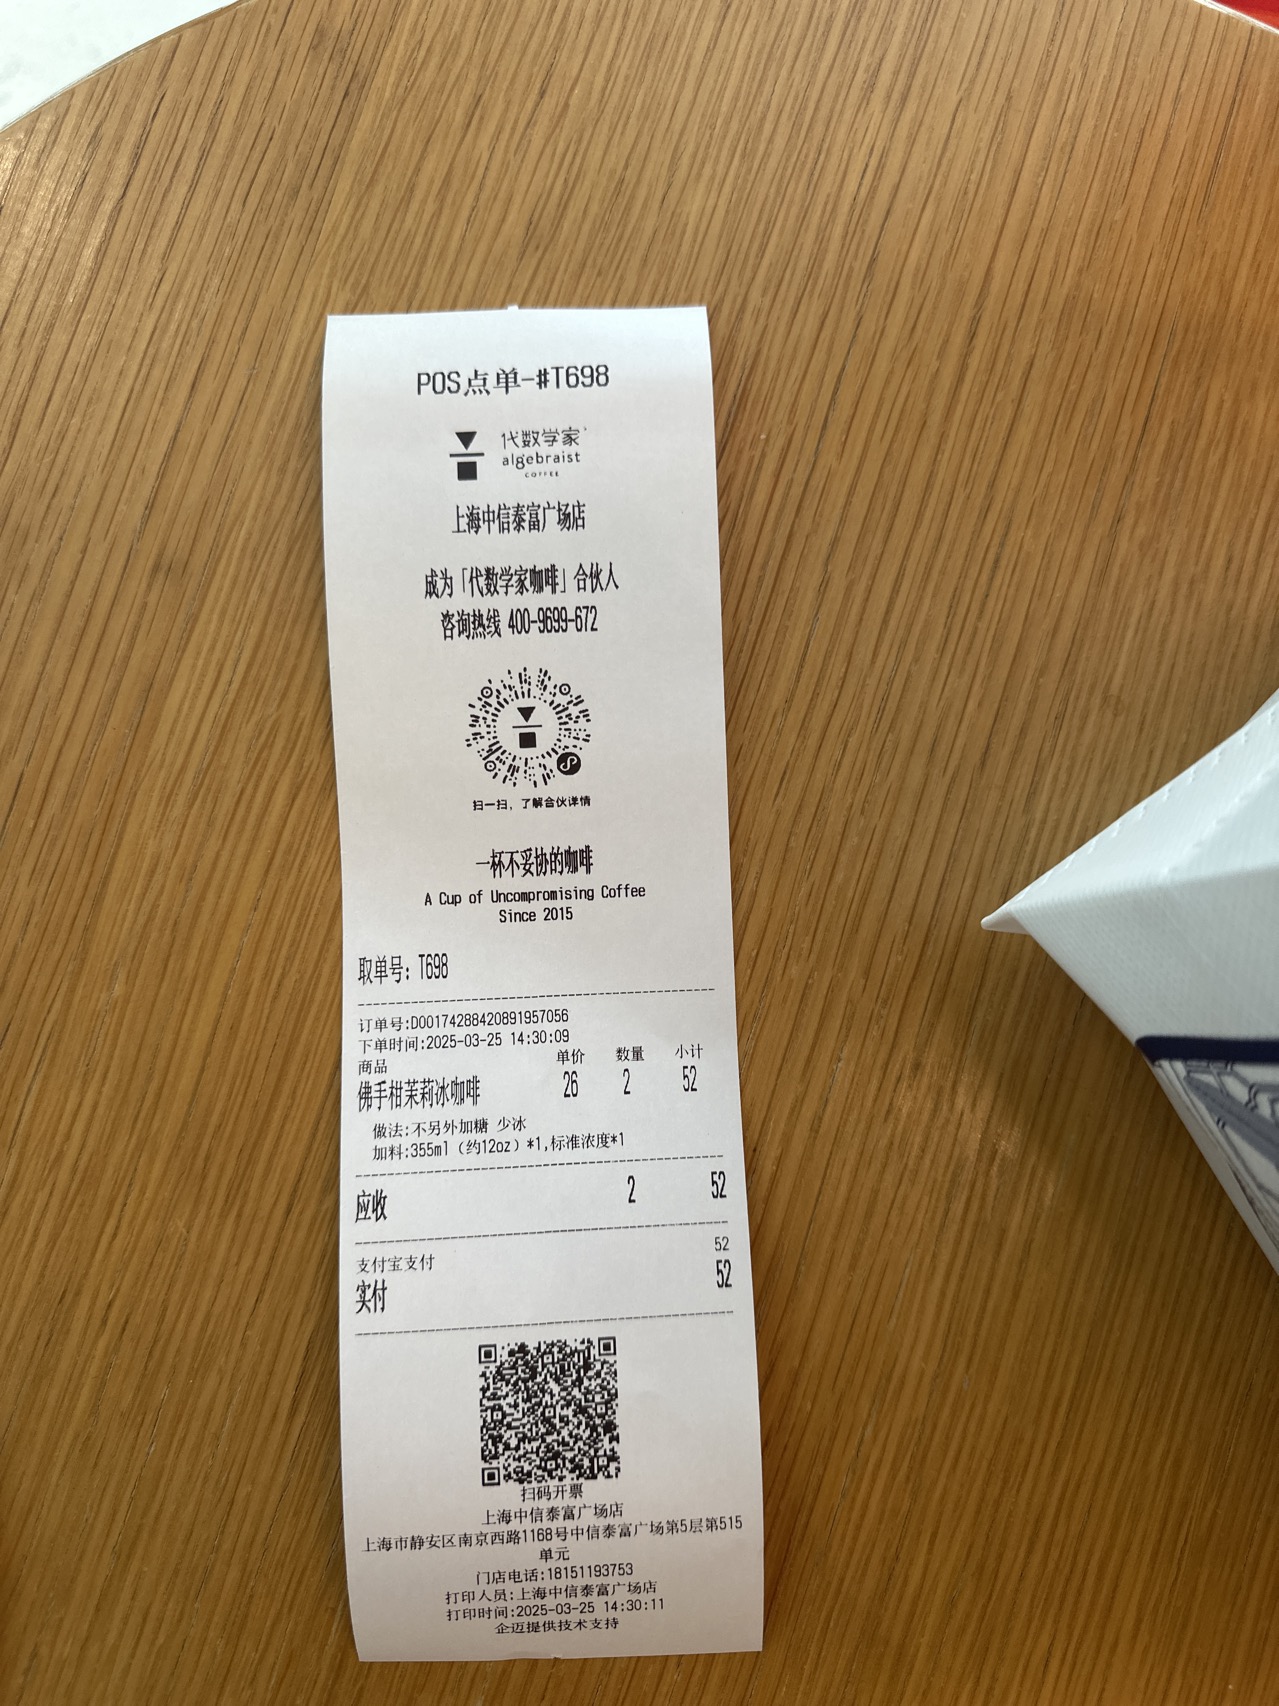 POS点单-#T698
代数学家
algebraist
COFFEE
上海中信泰富广场店
成为「代数学家咖啡」合伙人
咨询热线 400-9699-672
扫一扫，了解合伙详情
一杯不妥协的咖啡
A Cup of Uncompromising Coffee
Since 2015
取单号: T698
订单号:D00174288420891957056
下单时间:2025-03-25 14:30:09
商品 单价 数量 小计
佛手柑茉莉冰咖啡 26 2 52
做法:不另外加糖 少冰
加料:355ml（约12oz）*1,标准浓度*1
应收 2 52
支付宝支付 52
实付 52
扫码开票
上海中信泰富广场店
上海市静安区南京西路1168号中信泰富广场第5层第515
单元
门店电话:18151193753
打印人员:上海中信泰富广场店
打印时间:2025-03-25 14:30:11
企迈提供技术支持